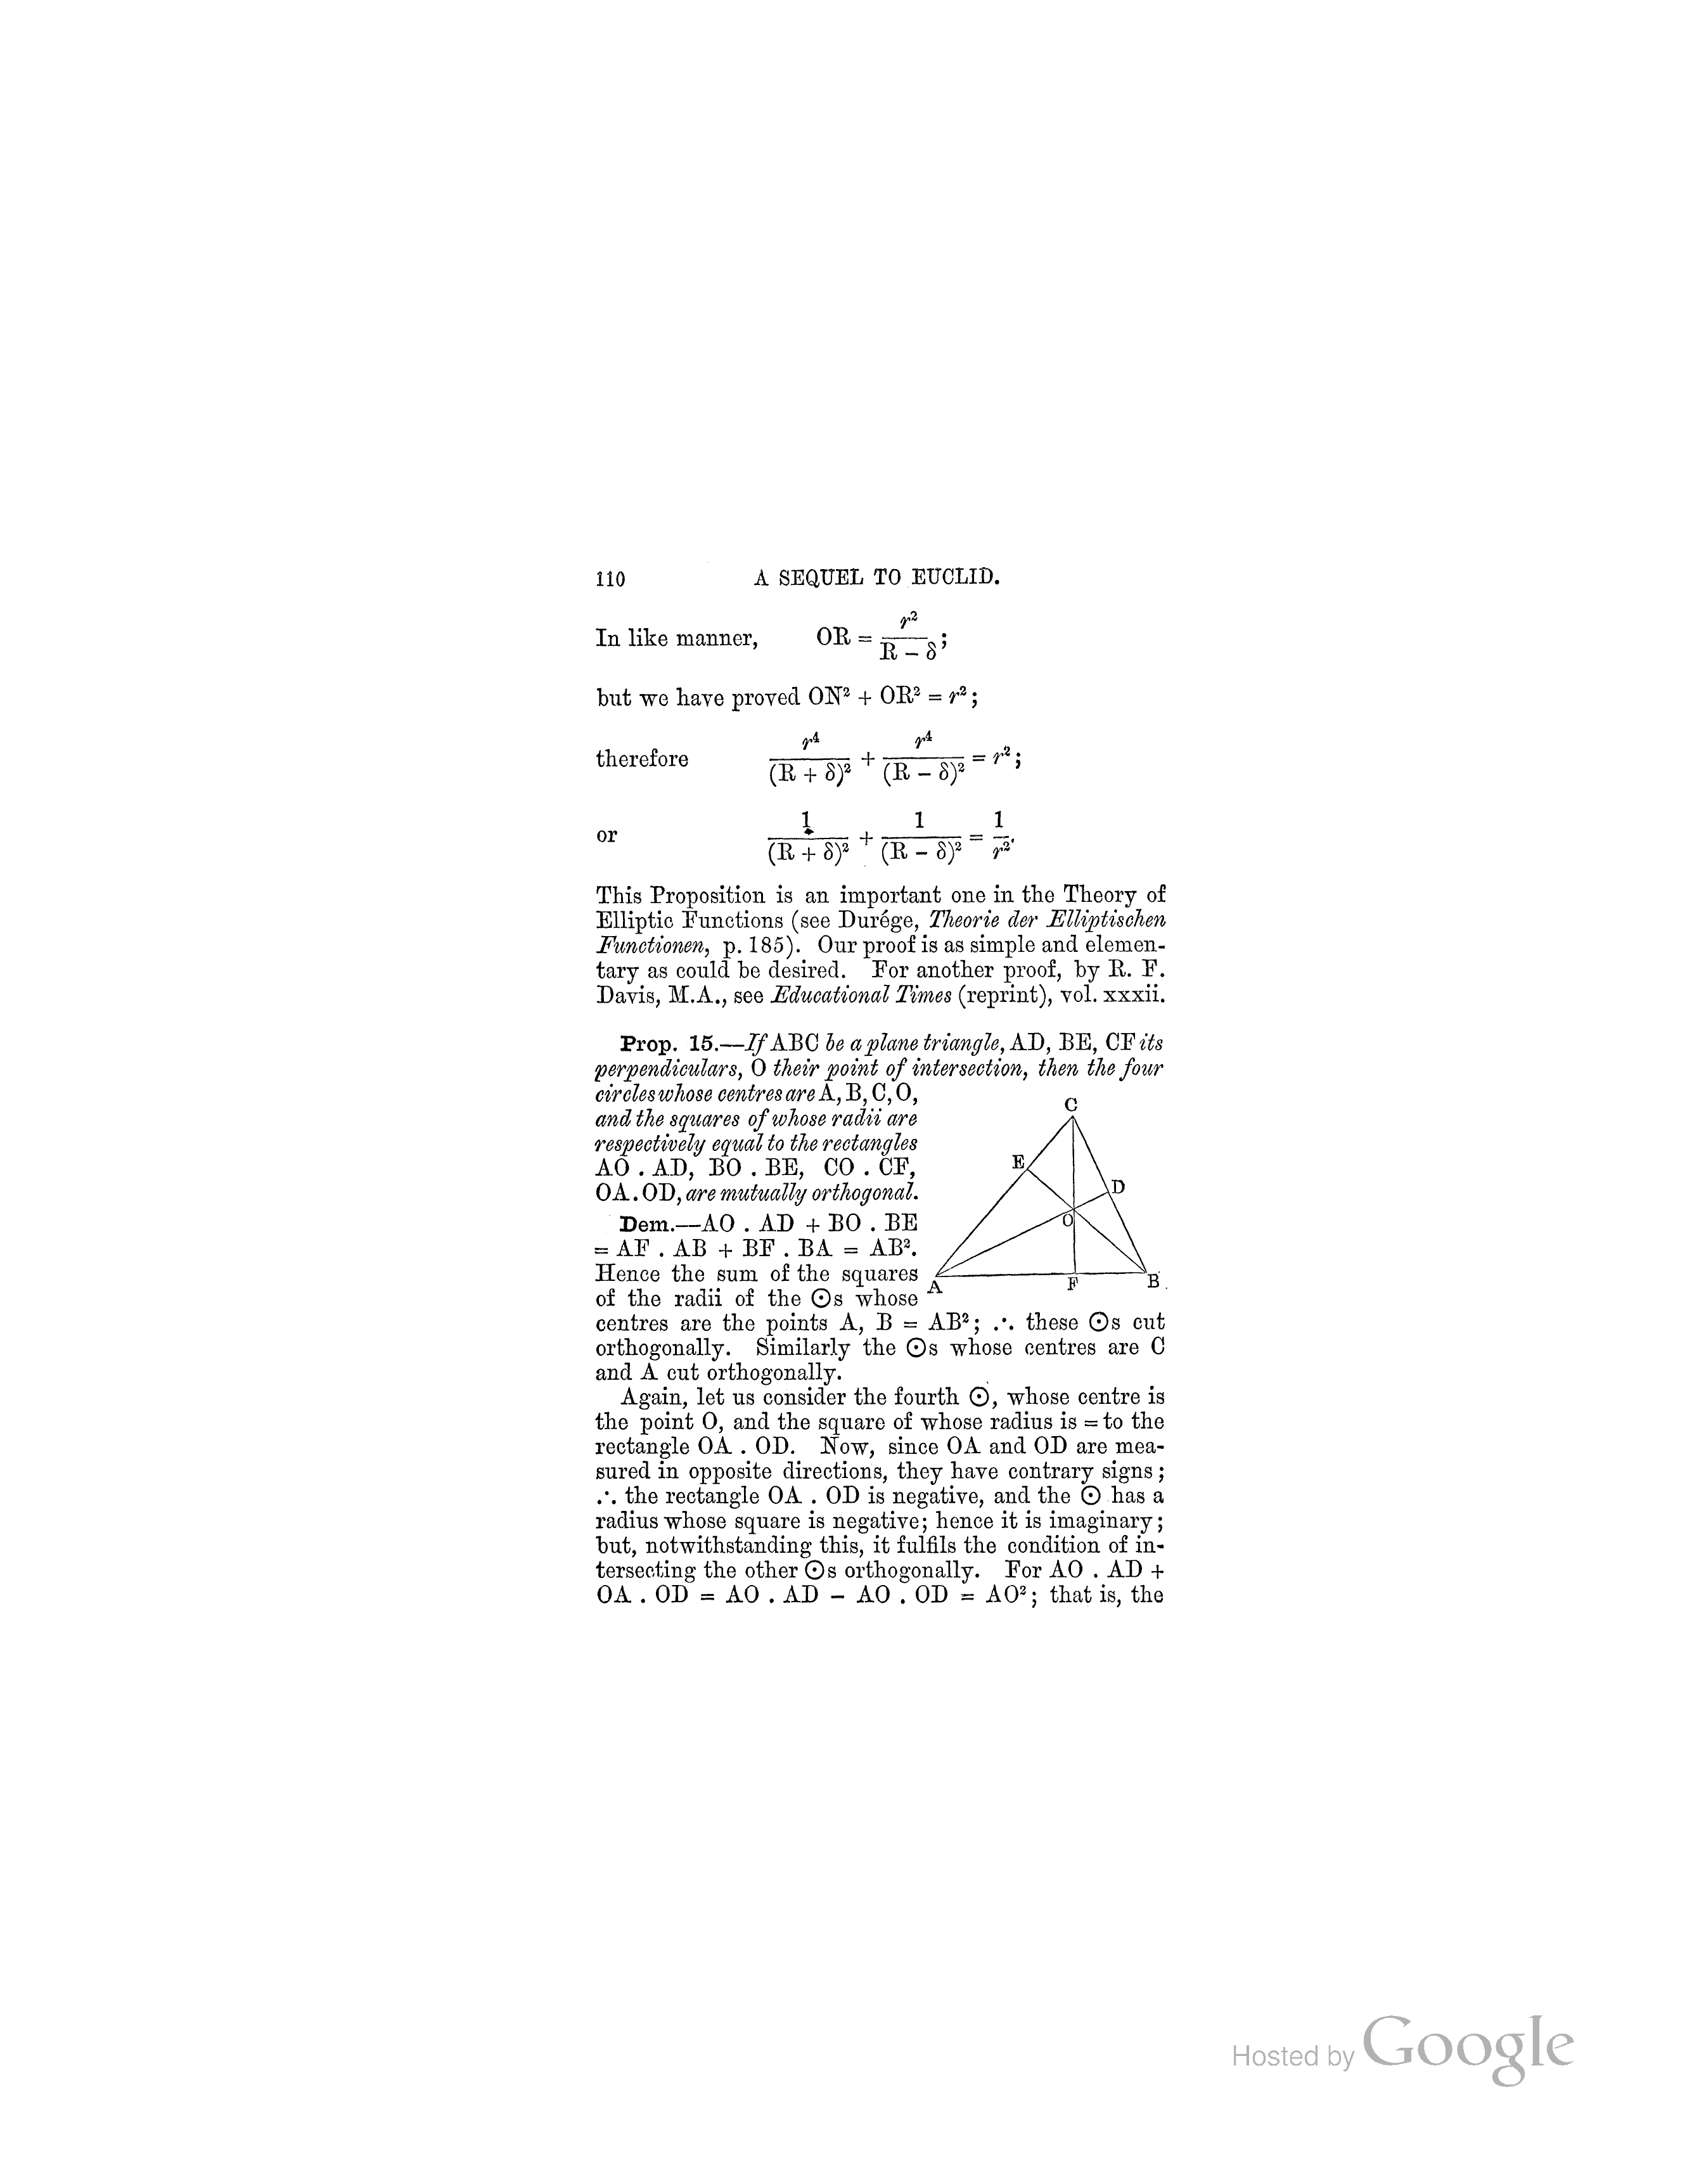 110 A SEQUEL TO EUCLID.
In like manner, OR = r² / (R − δ);
but we have proved ON² + OR² = r²;
therefore r⁴ / (R + δ)² + r⁴ / (R − δ)² = r²;
or 1 / (R + δ)² + 1 / (R − δ)² = 1 / r².
This Proposition is an important one in the Theory of
Elliptic Functions (see Durége, Theorie der Elliptischen
Functionen, p. 185). Our proof is as simple and elemen-
tary as could be desired. For another proof, by R. F.
Davis, M.A., see Educational Times (reprint), vol. xxxii.
Prop. 15.—If ABC be a plane triangle, AD, BE, CF its
perpendiculars, O their point of intersection, then the four
circles whose centres are A, B, C, O,
and the squares of whose radii are
respectively equal to the rectangles
AO . AD, BO . BE, CO . CF,
OA . OD, are mutually orthogonal.
Dem.—AO . AD + BO . BE
= AF . AB + BF . BA = AB².
Hence the sum of the squares
of the radii of the ⊙s whose
C
E
D
O
A
F
B
centres are the points A, B = AB²; ∴ these ⊙s cut
orthogonally. Similarly the ⊙s whose centres are C
and A cut orthogonally.
Again, let us consider the fourth ⊙, whose centre is
the point O, and the square of whose radius is = to the
rectangle OA . OD. Now, since OA and OD are mea-
sured in opposite directions, they have contrary signs;
∴ the rectangle OA . OD is negative, and the ⊙ has a
radius whose square is negative; hence it is imaginary;
but, notwithstanding this, it fulfils the condition of in-
tersecting the other ⊙s orthogonally. For AO . AD +
OA . OD = AO . AD − AO . OD = AO²; that is, the
Hosted by Google